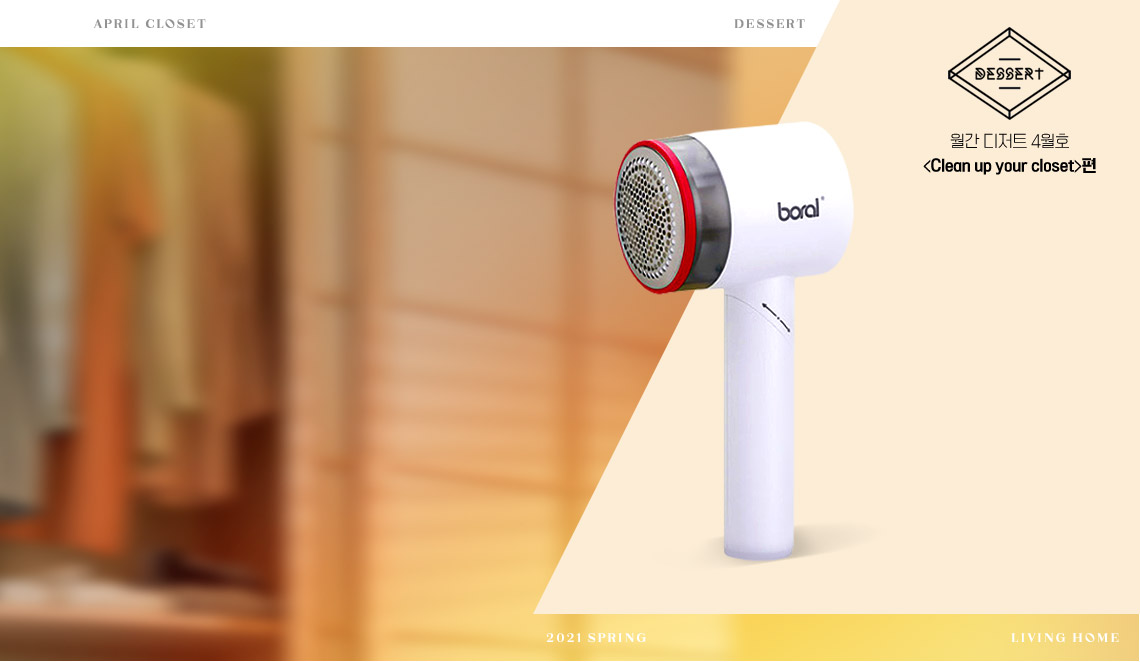 APRIL CLOSET
DESSERT
DESSERT
월간 디저트 4월호
<Clean up your closet>편
boral®
2021 SPRING
LIVING HOME